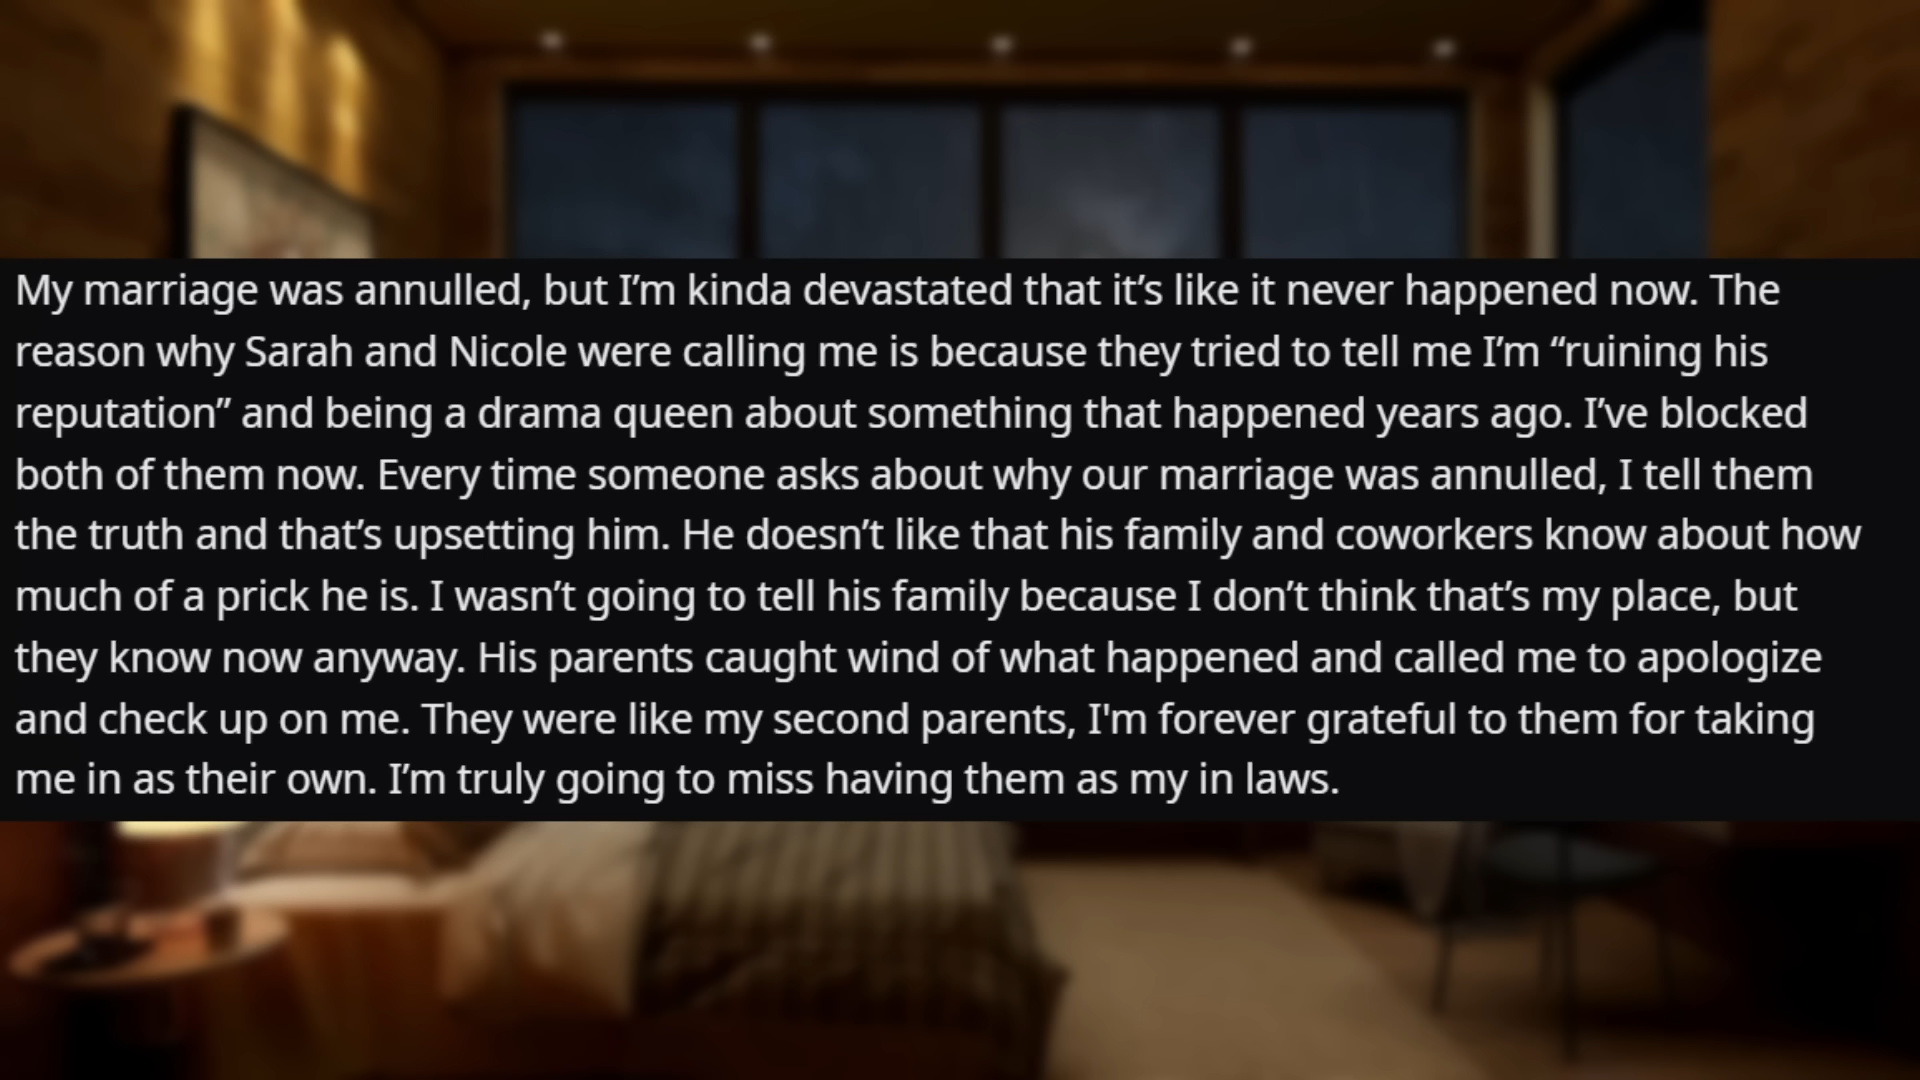 My marriage was annulled, but I’m kinda devastated that it’s like it never happened now. The
reason why Sarah and Nicole were calling me is because they tried to tell me I’m “ruining his
reputation” and being a drama queen about something that happened years ago. I’ve blocked
both of them now. Every time someone asks about why our marriage was annulled, I tell them
the truth and that’s upsetting him. He doesn’t like that his family and coworkers know about how
much of a prick he is. I wasn’t going to tell his family because I don’t think that’s my place, but
they know now anyway. His parents caught wind of what happened and called me to apologize
and check up on me. They were like my second parents, I'm forever grateful to them for taking
me in as their own. I’m truly going to miss having them as my in laws.